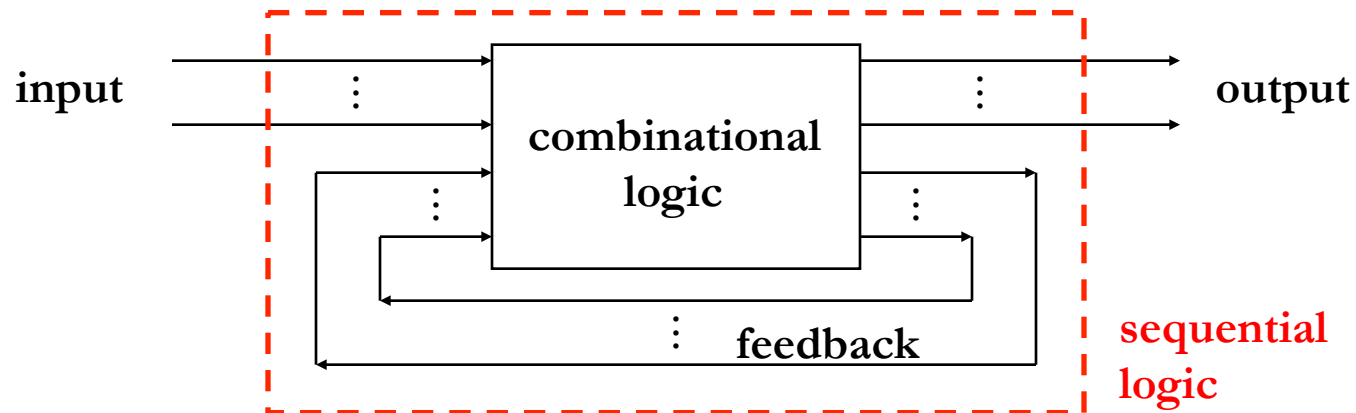 input
output
combinational
logic
feedback
sequential
logic